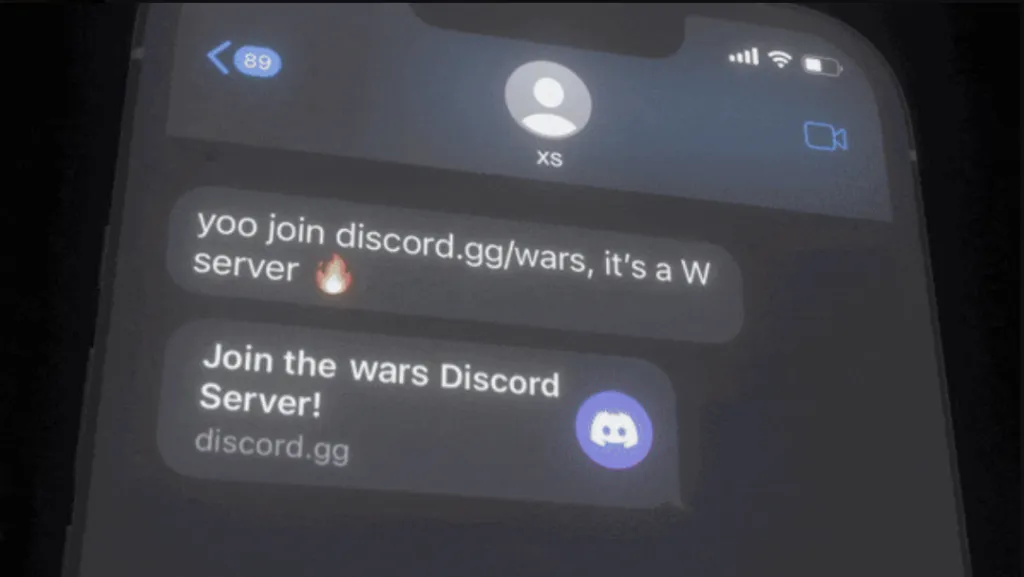 89
xs
yoo join discord.gg/wars, it's a W
server 🔥
Join the wars Discord
Server!
discord.gg